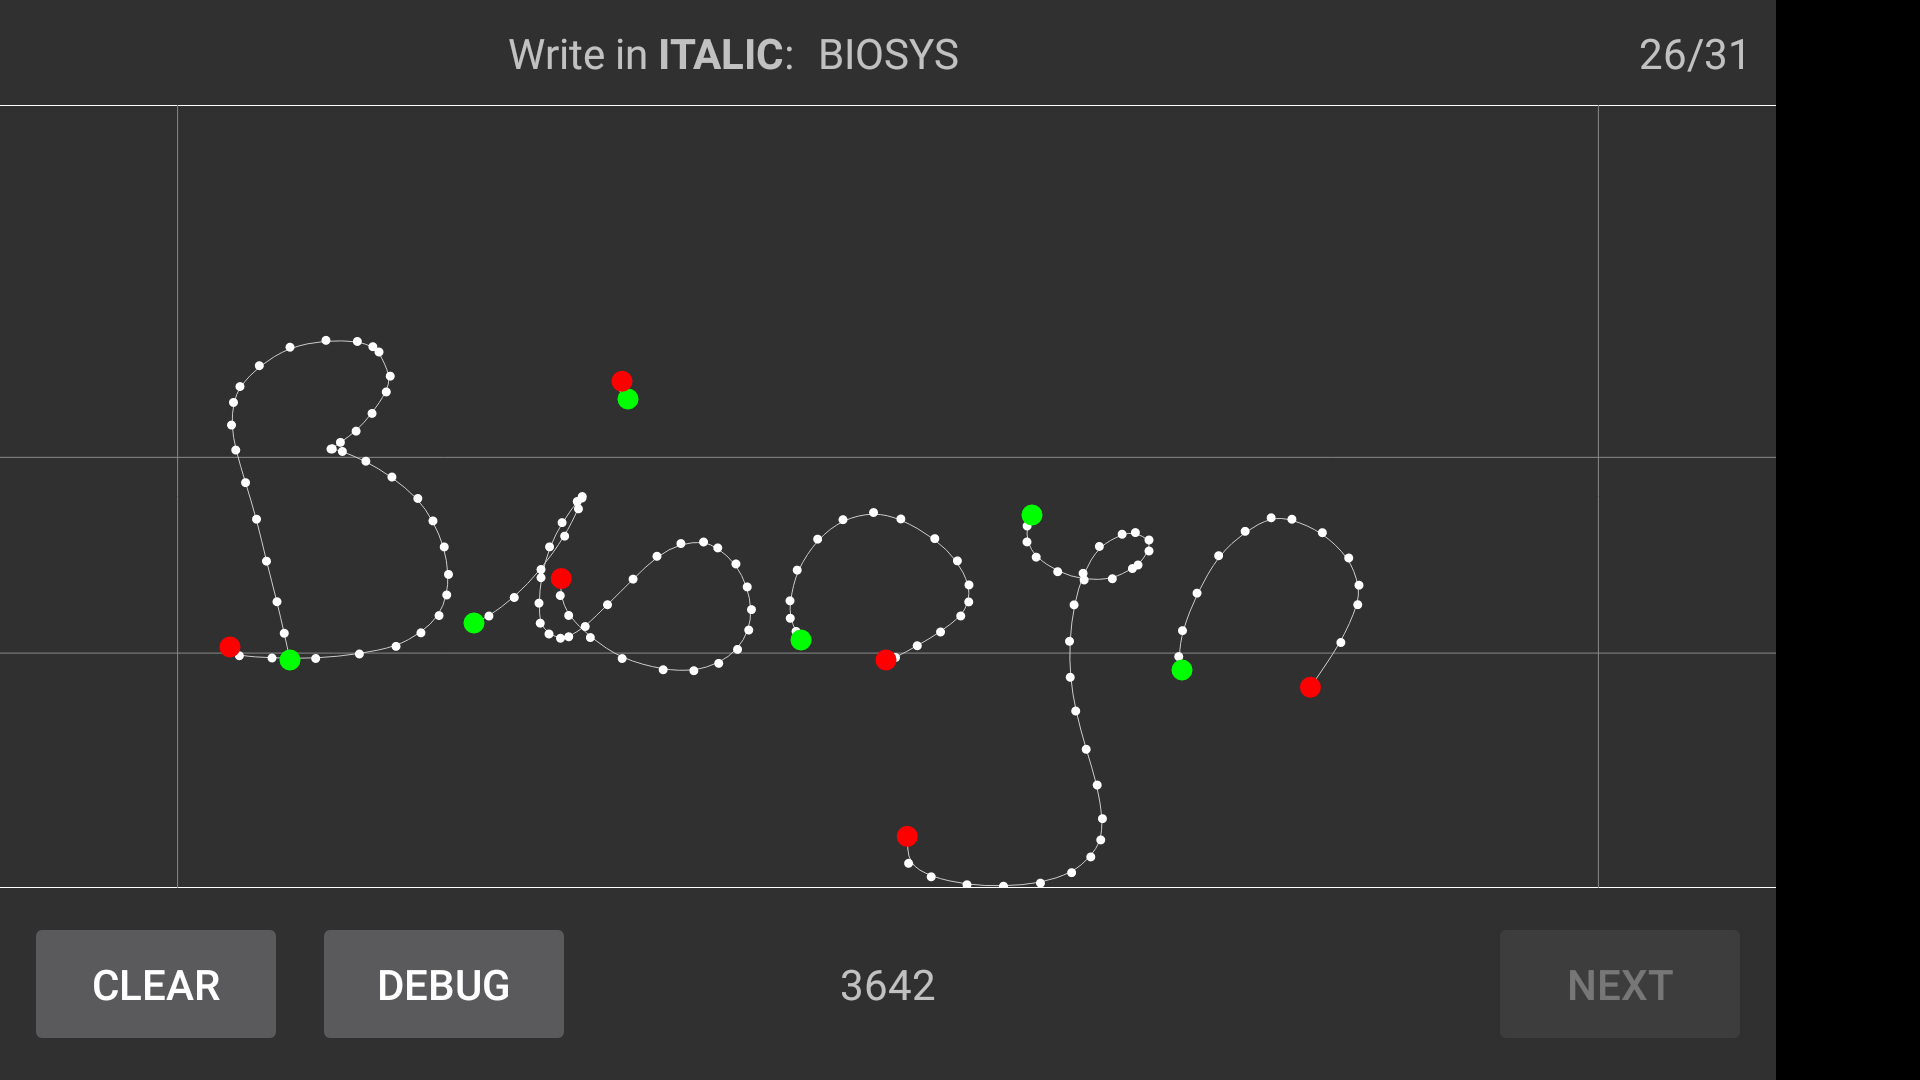 Write in ITALIC: BIOSYS
26/31
Biosys
CLEAR
DEBUG
3642
NEXT